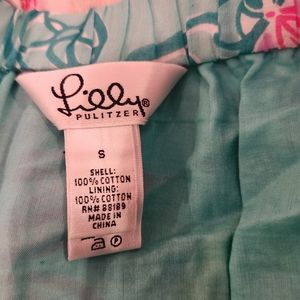 Lilly®
PULITZER
S
SHELL:
100% COTTON
LINING:
100% COTTON
RN# 88189
MADE IN
CHINA
P